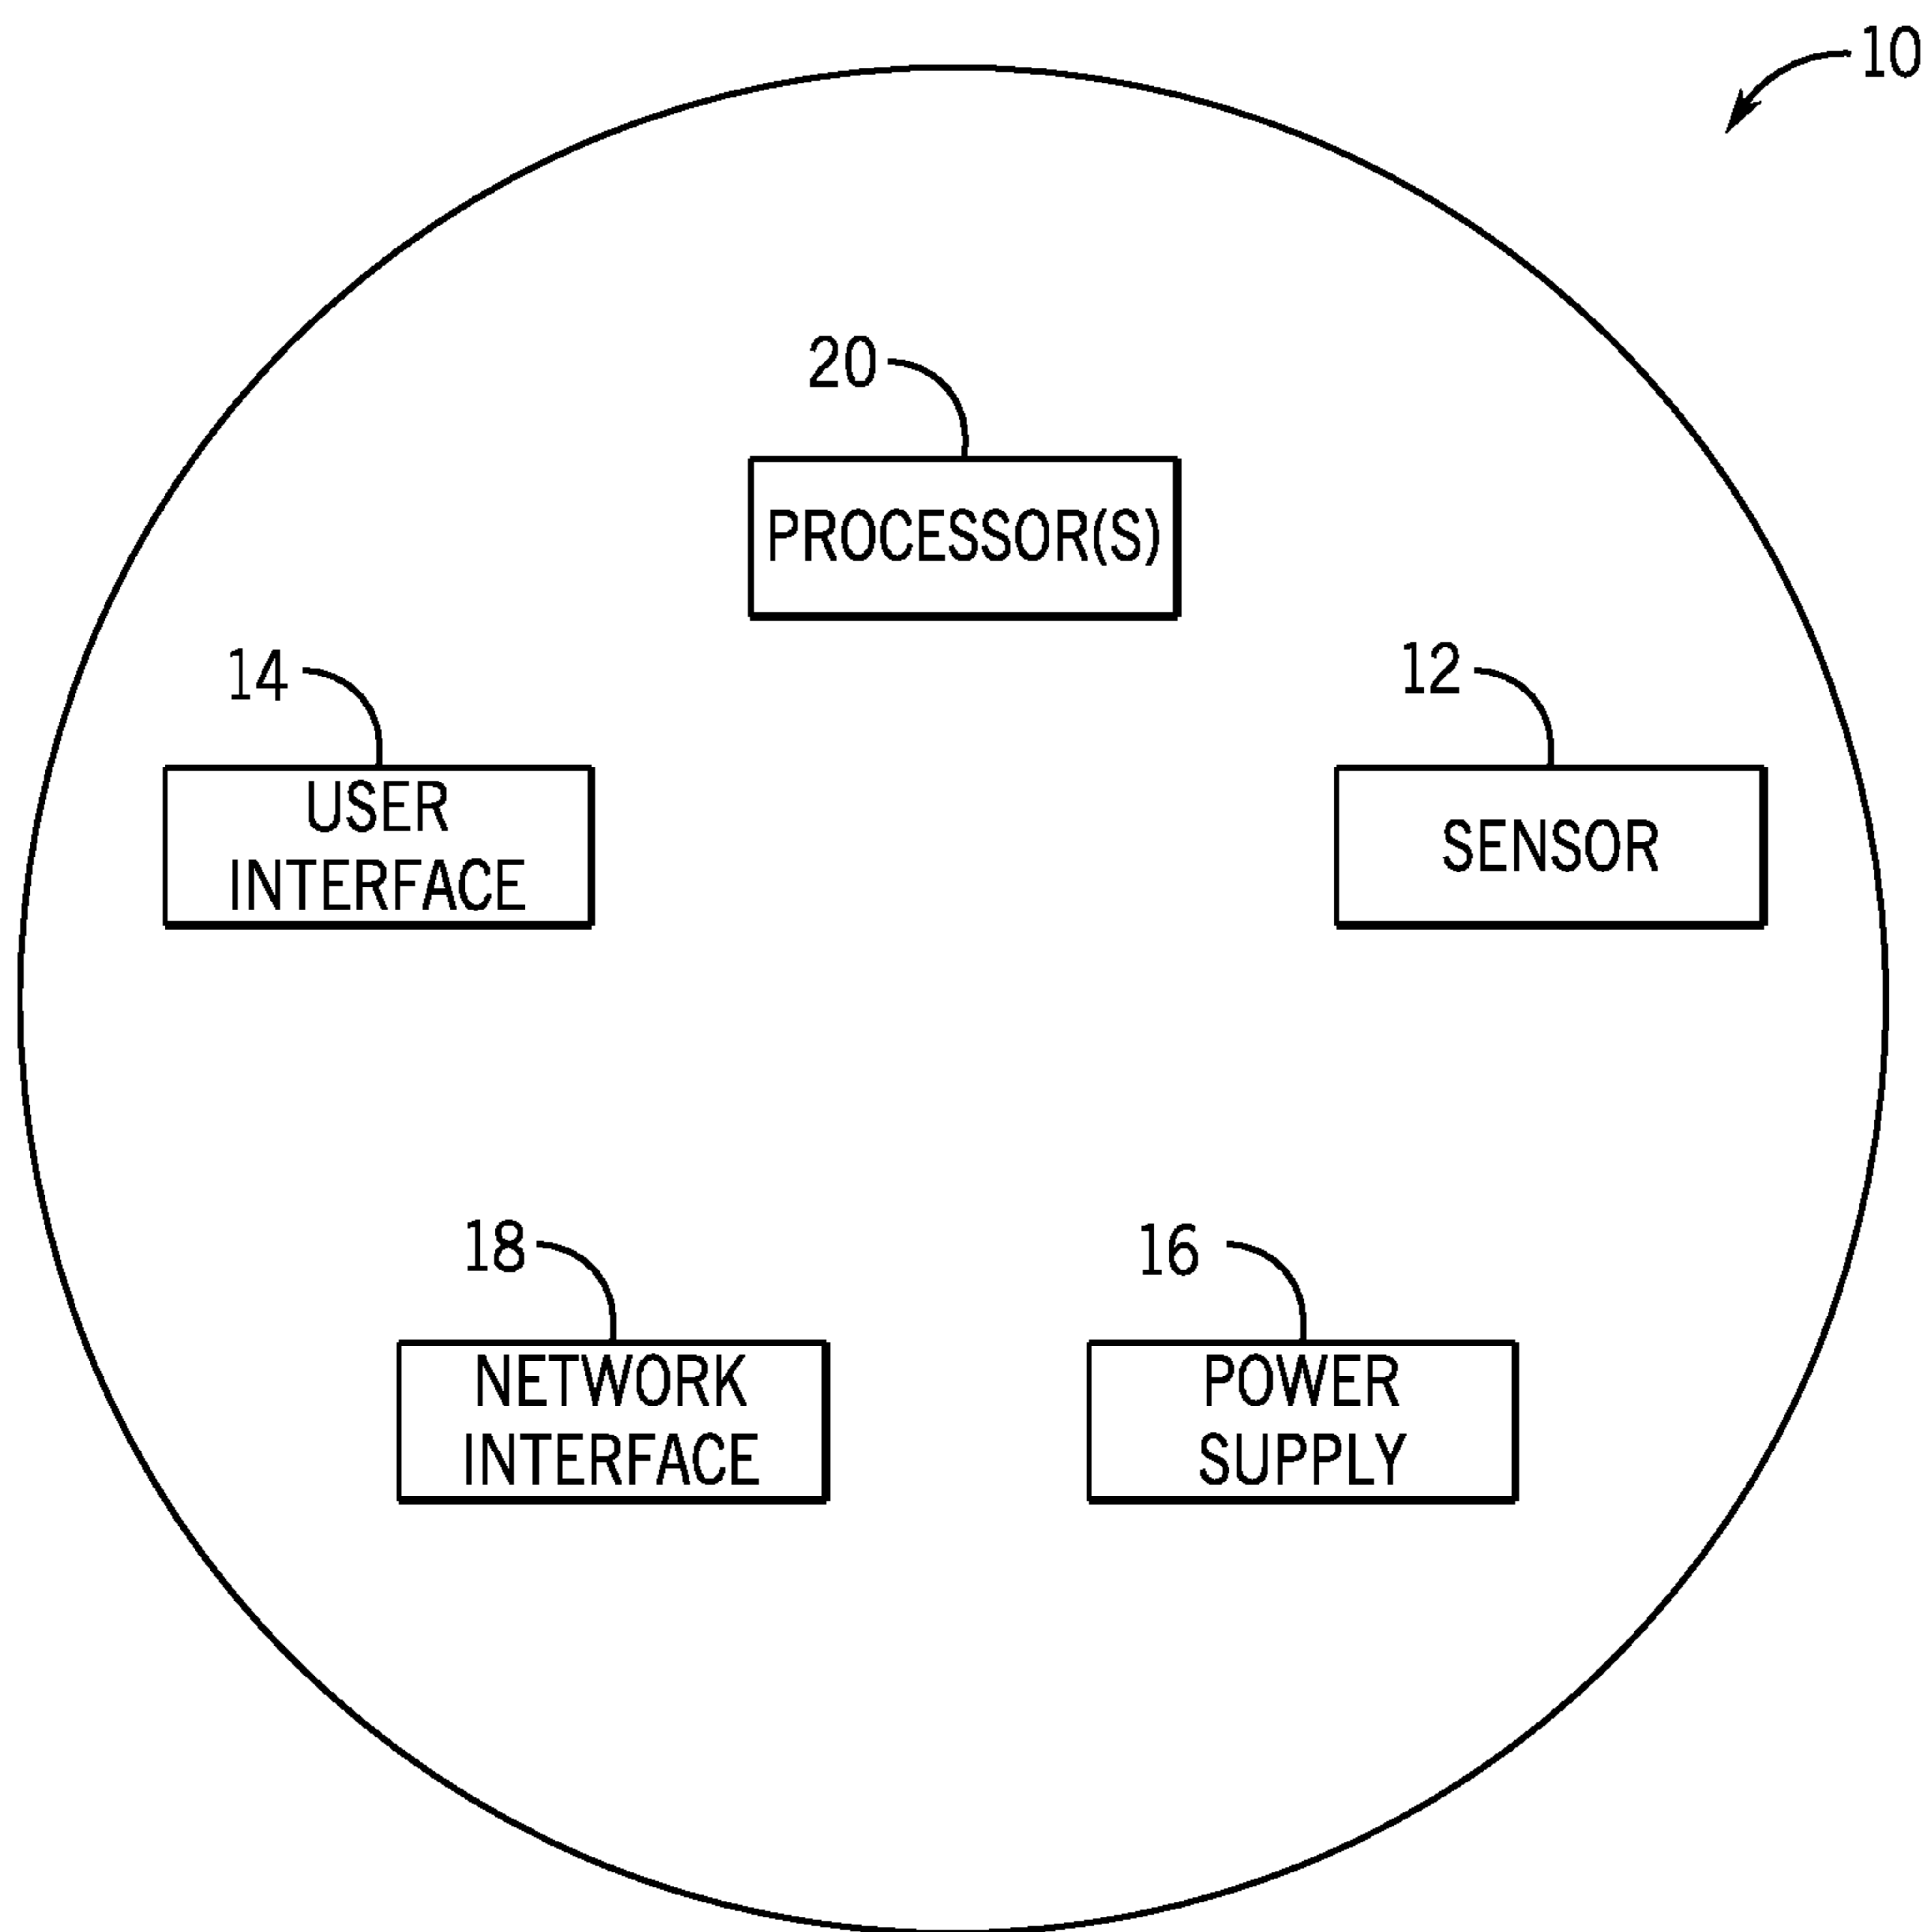 10
20
PROCESSOR(S)
14
USER
INTERFACE
12
SENSOR
18
NETWORK
INTERFACE
16
POWER
SUPPLY